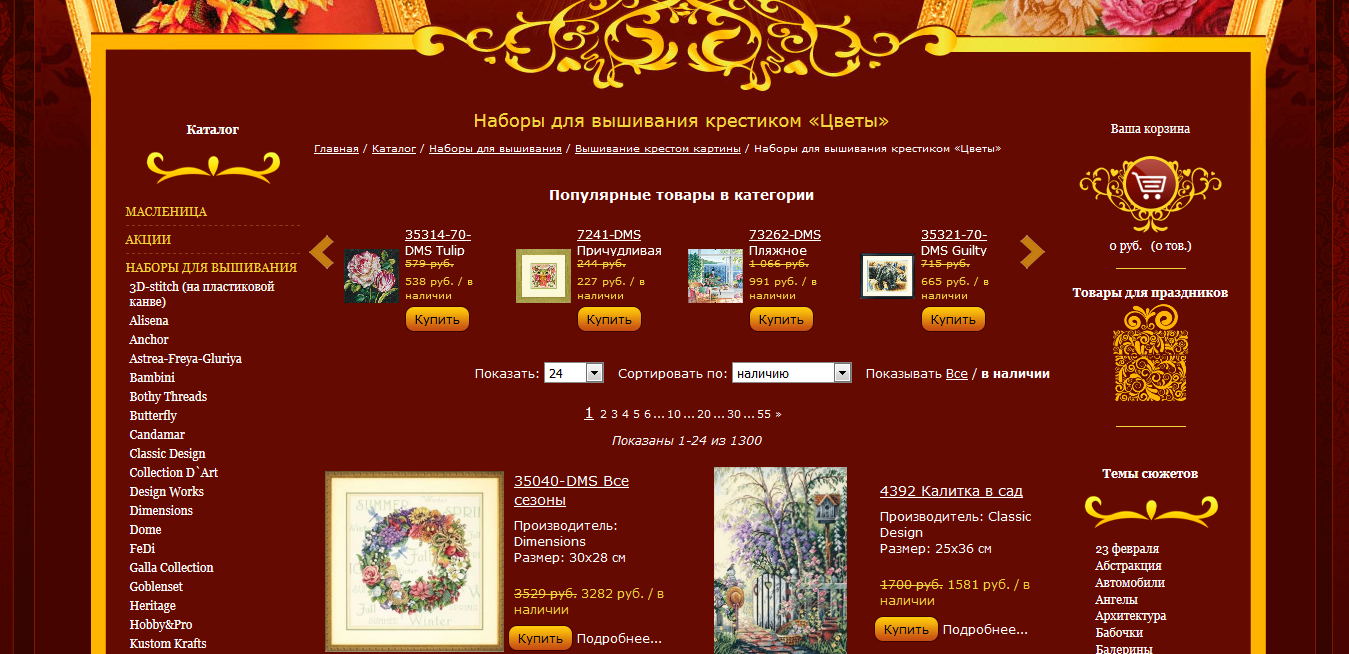 Каталог
МАСЛЕНИЦА
АКЦИИ
НАБОРЫ ДЛЯ ВЫШИВАНИЯ
3D-stitch (на пластиковой
канве)
Alisena
Anchor
Astrea-Freya-Gluriya
Bambini
Bothy Threads
Butterfly
Candamar
Classic Design
Collection D`Art
Design Works
Dimensions
Dome
FeDi
Galla Collection
Goblenset
Heritage
Hobby&Pro
Kustom Krafts
Наборы для вышивания крестиком «Цветы»
Главная / Каталог / Наборы для вышивания / Вышивание крестом картины / Наборы для вышивания крестиком «Цветы»
Популярные товары в категории
35314-70-
DMS Tulip
579 руб.
538 руб. / в
наличии
Купить
7241-DMS
Причудливая
244 руб.
227 руб. / в
наличии
Купить
73262-DMS
Пляжное
1 066 руб.
991 руб. / в
наличии
Купить
35321-70-
DMS Guilty
715 руб.
665 руб. / в
наличии
Купить
Показать: 24 Сортировать по: наличию Показывать Все / в наличии
1 2 3 4 5 6 ... 10 ... 20 ... 30 ... 55 »
Показаны 1-24 из 1300
SUMMER
Winter
35040-DMS Все
сезоны
Производитель:
Dimensions
Размер: 30x28 см
3529 руб. 3282 руб. / в
наличии
Купить Подробнее...
4392 Калитка в сад
Производитель: Classic
Design
Размер: 25x36 см
1700 руб. 1581 руб. / в
наличии
Купить Подробнее...
Ваша корзина
0 руб. (0 тов.)
Товары для праздников
Темы сюжетов
23 февраля
Абстракция
Автомобили
Ангелы
Архитектура
Бабочки
Балерины